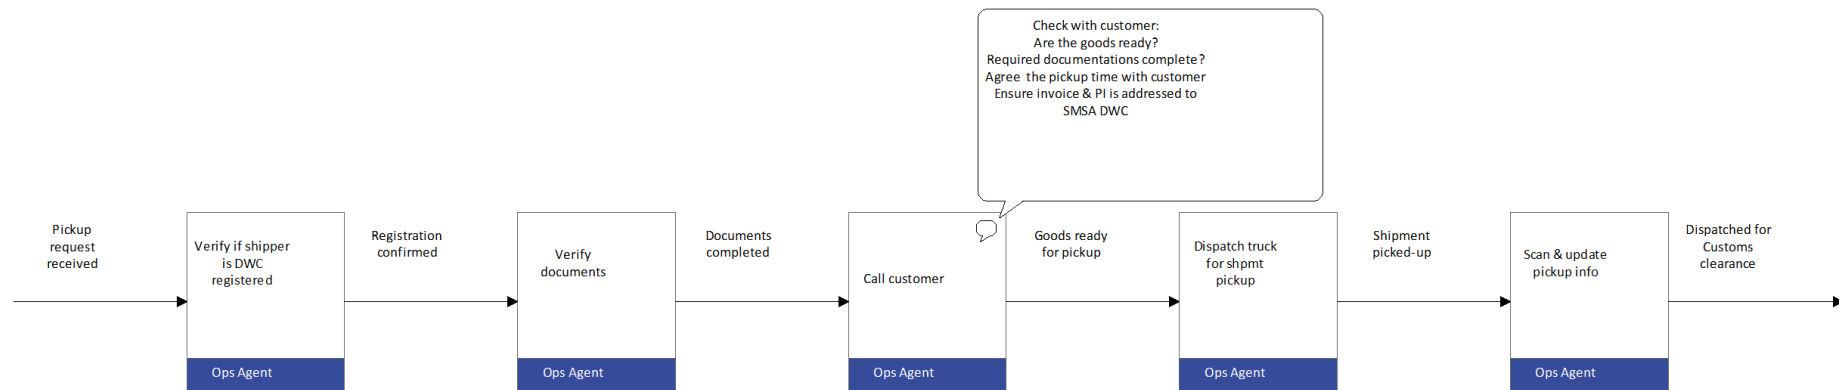 Check with customer:
Are the goods ready?
Required documentations complete?
Agree  the pickup time with customer
Ensure invoice & PI is addressed to
SMSA DWC
Pickup
request
received
Verify if shipper
is DWC
registered
Ops Agent
Registration
confirmed
Verify
documents
Ops Agent
Documents
completed
Call customer
Ops Agent
Goods ready
for pickup
Dispatch truck
for shpmt
pickup
Ops Agent
Shipment
picked-up
Scan & update
pickup info
Ops Agent
Dispatched for
Customs
clearance